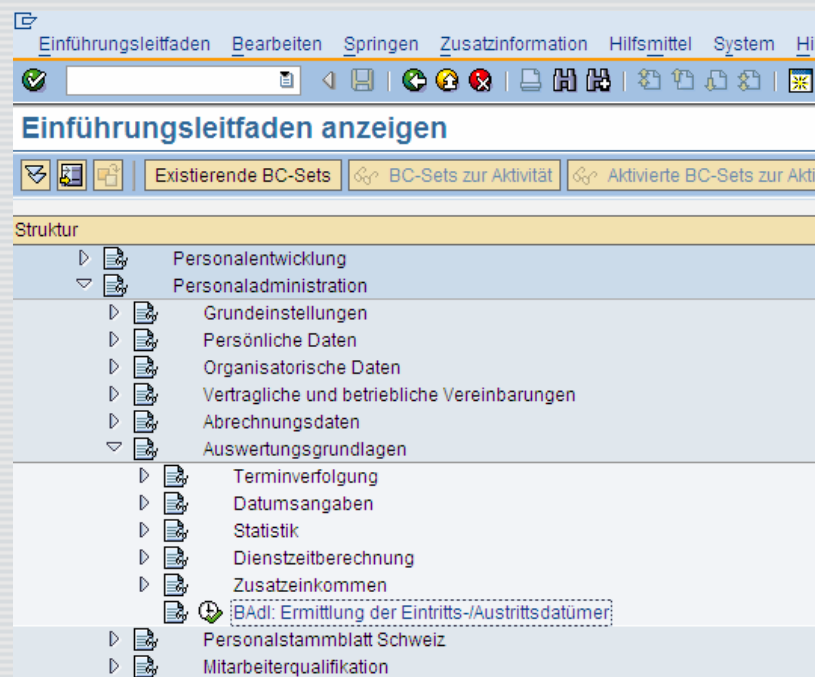 Einführungsleitfaden Bearbeiten Springen Zusatzinformation Hilfsmittel System Hi
Einführungsleitfaden anzeigen
Existierende BC-Sets BC-Sets zur Aktivität Aktivierte BC-Sets zur Akti
Struktur
Personalentwicklung
Personaladministration
Grundeinstellungen
Persönliche Daten
Organisatorische Daten
Vertragliche und betriebliche Vereinbarungen
Abrechnungsdaten
Auswertungsgrundlagen
Terminverfolgung
Datumsangaben
Statistik
Dienstzeitberechnung
Zusatzeinkommen
BAdI: Ermittlung der Eintritts-/Austrittsdatümer
Personalstammblatt Schweiz
Mitarbeiterqualifikation